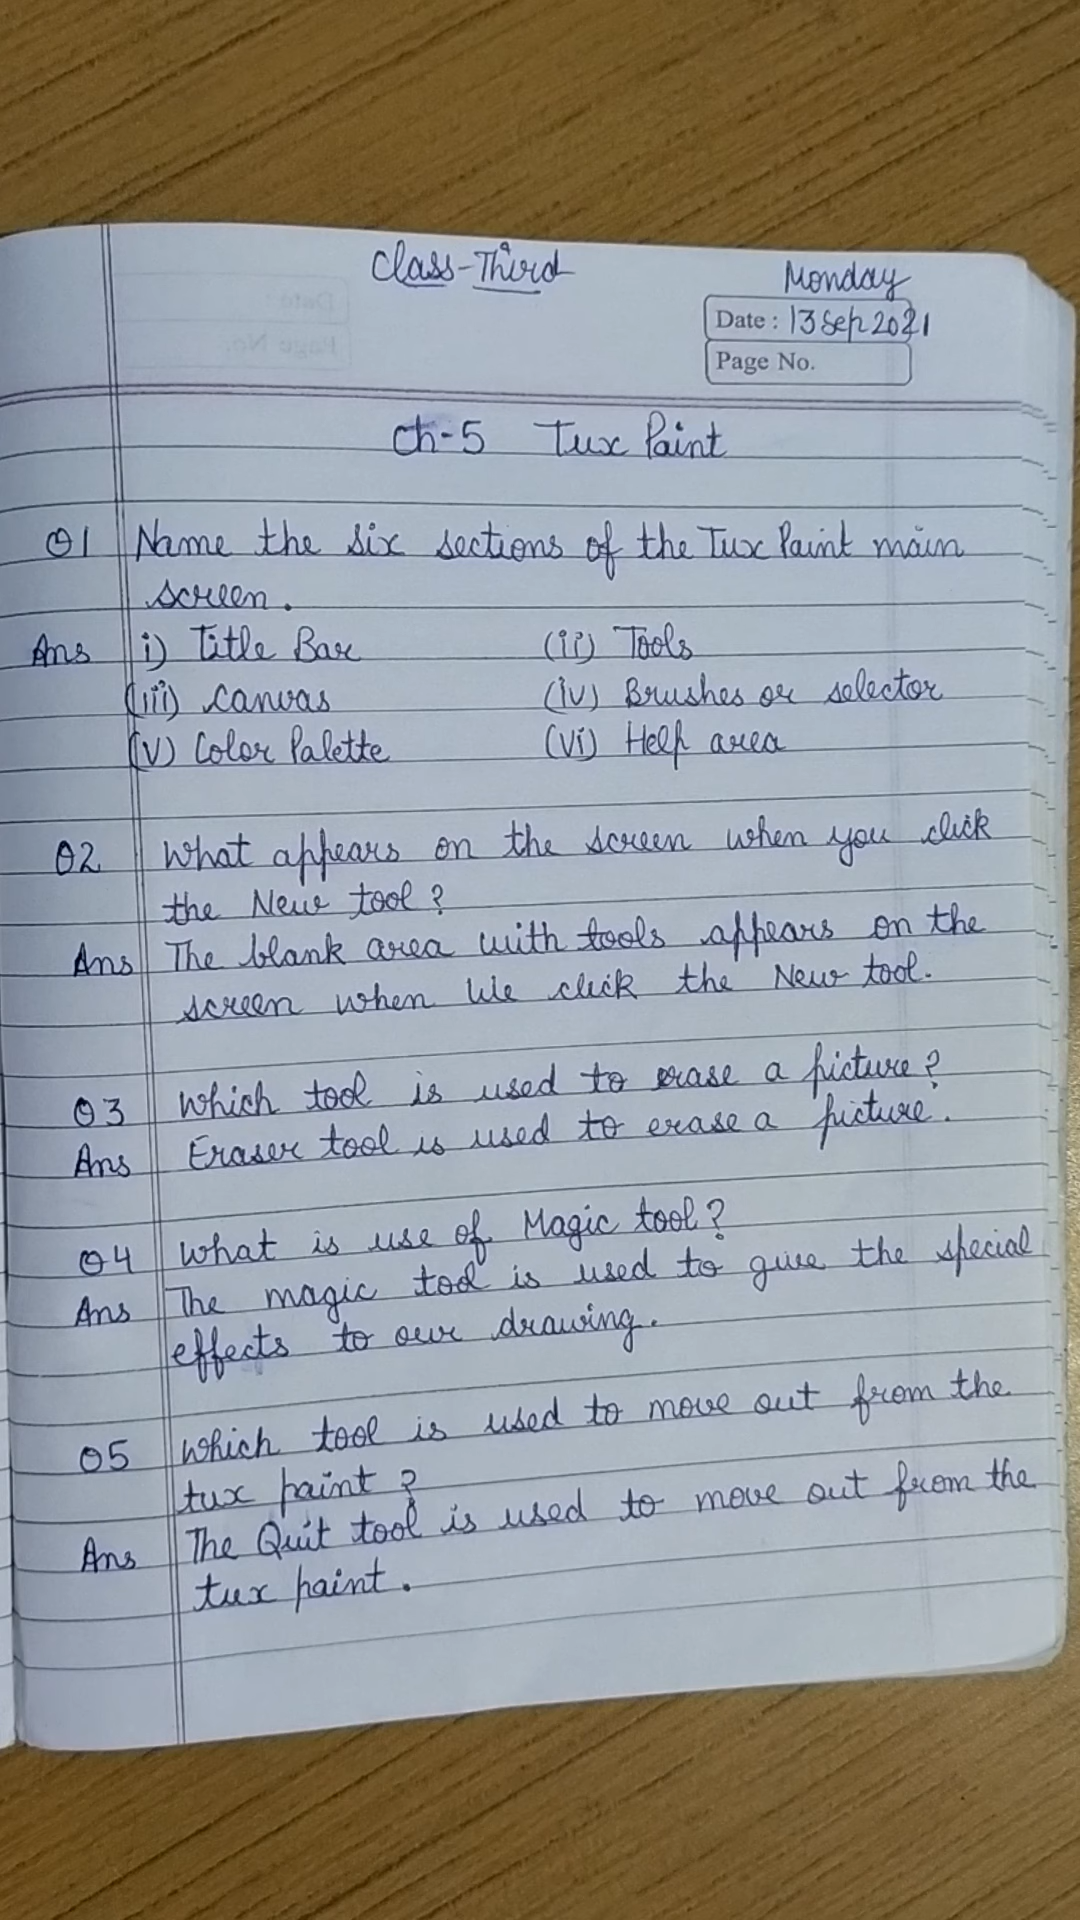 Class-Third
Monday
Date : 13 Sep 2021
Page No.
Ch-5 Tux Paint
Q1 Name the six sections of the Tux Paint main
screen.
Ans i) Title Bar (ii) Tools
(iii) Canvas (iv) Brushes or selector
(v) Color Palette (vi) Help area
Q2 What appears on the screen when you click
the New tool?
Ans The blank area with tools appears on the
screen when We click the New tool.
Q3 Which tool is used to erase a picture?
Ans Eraser tool is used to erase a picture.
Q4 What is use of Magic tool?
Ans The magic tool is used to give the special
effects to our drawing.
Q5 Which tool is used to move out from the
tux paint?
Ans The Quit tool is used to move out from the
tux paint.